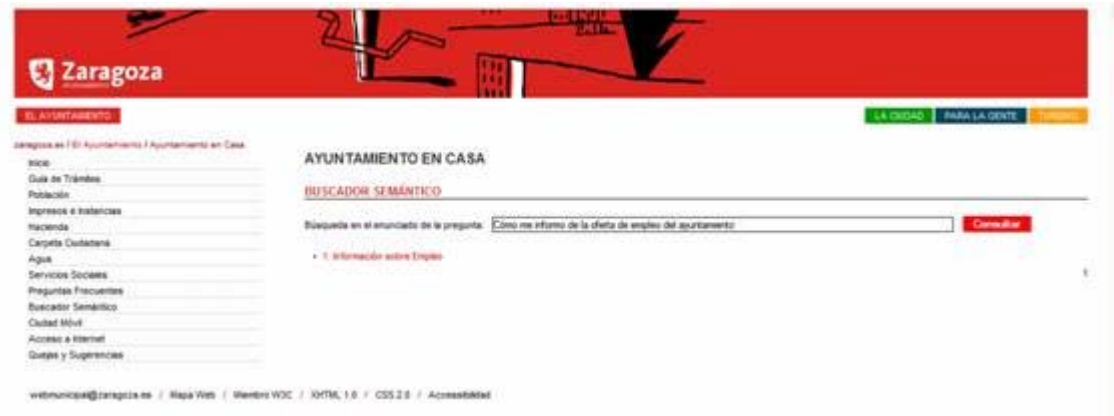 Zaragoza
EL AYUNTAMIENTO
LA CIUDAD PARA LA GENTE TURISMO
zaragoza.es / El Ayuntamiento / Ayuntamiento en Casa
Inicio
Guía de Trámites
Población
Impresos e Instancias
Hacienda
Carpeta Ciudadana
Agua
Servicios Sociales
Preguntas Frecuentes
Buscador Semántico
Ciudad Móvil
Acceso a Internet
Quejas y Sugerencias
AYUNTAMIENTO EN CASA
BUSCADOR SEMÁNTICO
Búsqueda en el enunciado de la pregunta: Cómo me informo de la oferta de empleo del ayuntamiento Consultar
1. Información sobre Empleo
1
webmunicipal@zaragoza.es / Mapa Web / Miembro W3C / XHTML 1.0 / CSS 2.0 / Accesibilidad